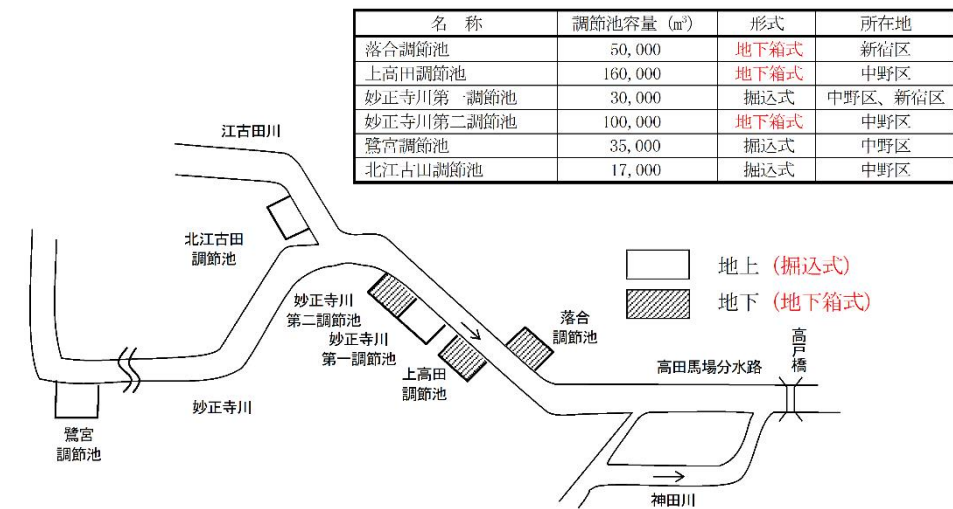 名　称 調節池容量 (㎥) 形式 所在地
落合調節池 50,000 地下箱式 新宿区
上高田調節池 160,000 地下箱式 中野区
妙正寺川第一調節池 30,000 掘込式 中野区、新宿区
妙正寺川第二調節池 100,000 地下箱式 中野区
鷺宮調節池 35,000 掘込式 中野区
北江古田調節池 17,000 掘込式 中野区
江古田川
北江古田
調節池
地上（掘込式）
地下（地下箱式）
妙正寺川
第二調節池
妙正寺川
第一調節池
落合
調節池
上高田
調節池
高田馬場分水路
高戸橋
妙正寺川
鷺宮
調節池
神田川